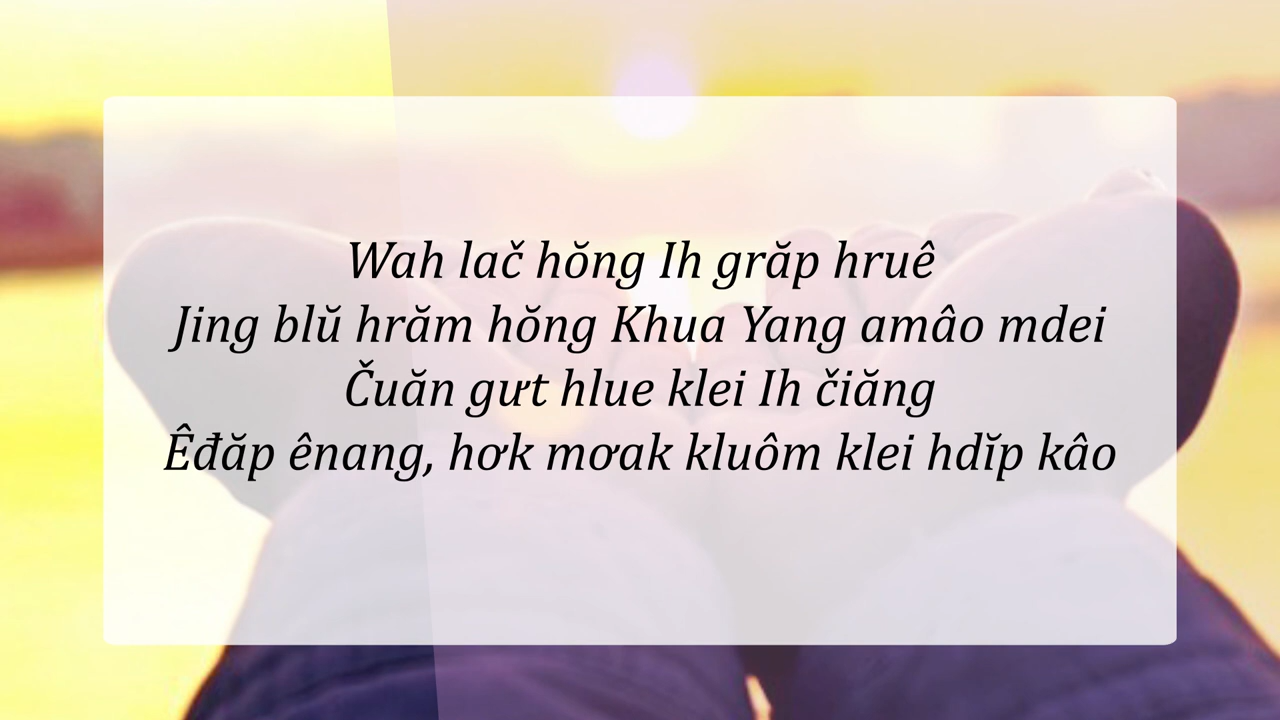 Wah lač hŏng Ih grăp hruê
Jing blŭ hrăm hŏng Khua Yang amâo mdei
Čuăn gưt hlue klei Ih čiăng
Êđăp ênang, hơk mơak kluôm klei hdĭp kâo